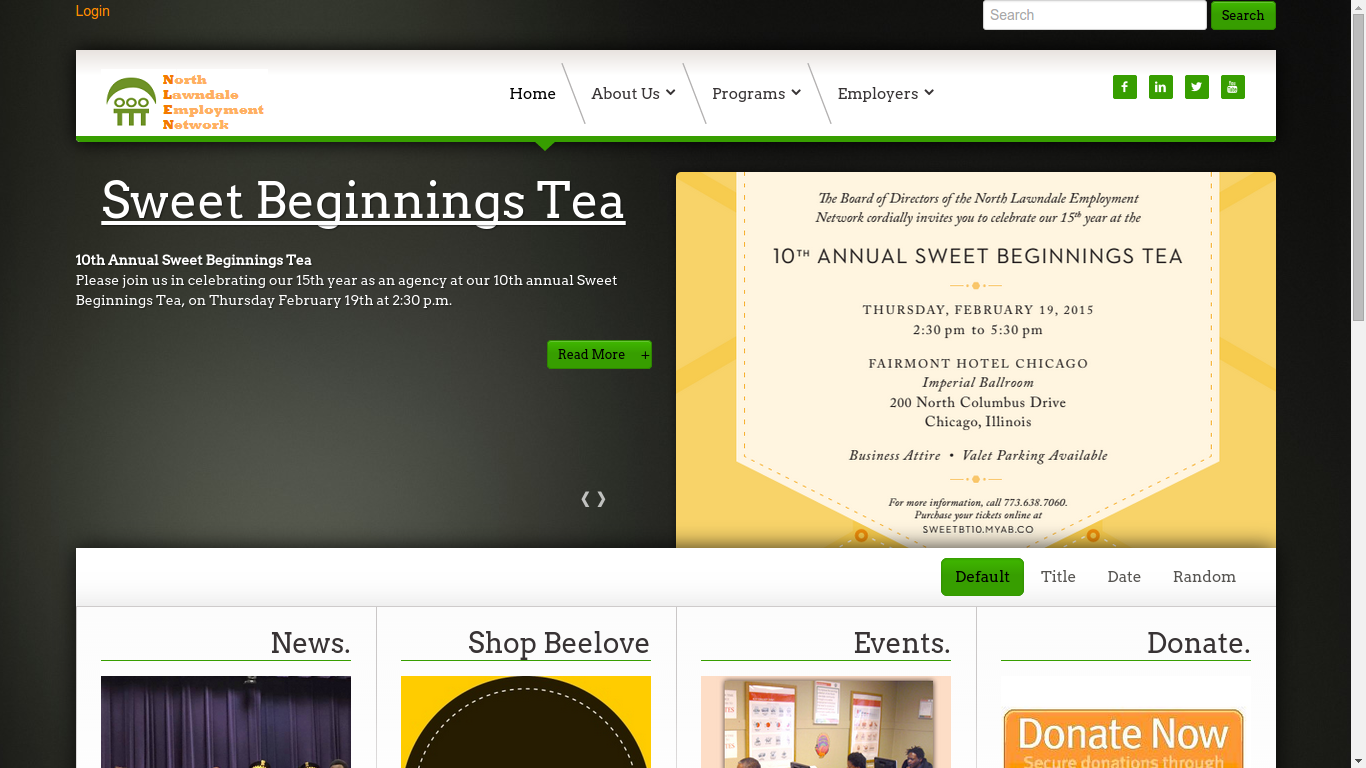 Login
Search
Search
North
Lawndale
Employment
Network
Home
About Us
Programs
Employers
Sweet Beginnings Tea
10th Annual Sweet Beginnings Tea
Please join us in celebrating our 15th year as an agency at our 10th annual Sweet
Beginnings Tea, on Thursday February 19th at 2:30 p.m.
Read More +
The Board of Directors of the North Lawndale Employment
Network cordially invites you to celebrate our 15th year at the
10TH ANNUAL SWEET BEGINNINGS TEA
THURSDAY, FEBRUARY 19, 2015
2:30 pm to 5:30 pm
FAIRMONT HOTEL CHICAGO
Imperial Ballroom
200 North Columbus Drive
Chicago, Illinois
Business Attire • Valet Parking Available
For more information, call 773.638.7060.
Purchase your tickets online at
SWEETBT10.MYAB.CO
Default
Title
Date
Random
News.
Shop Beelove
Events.
Donate.
Donate Now
Secure donations through